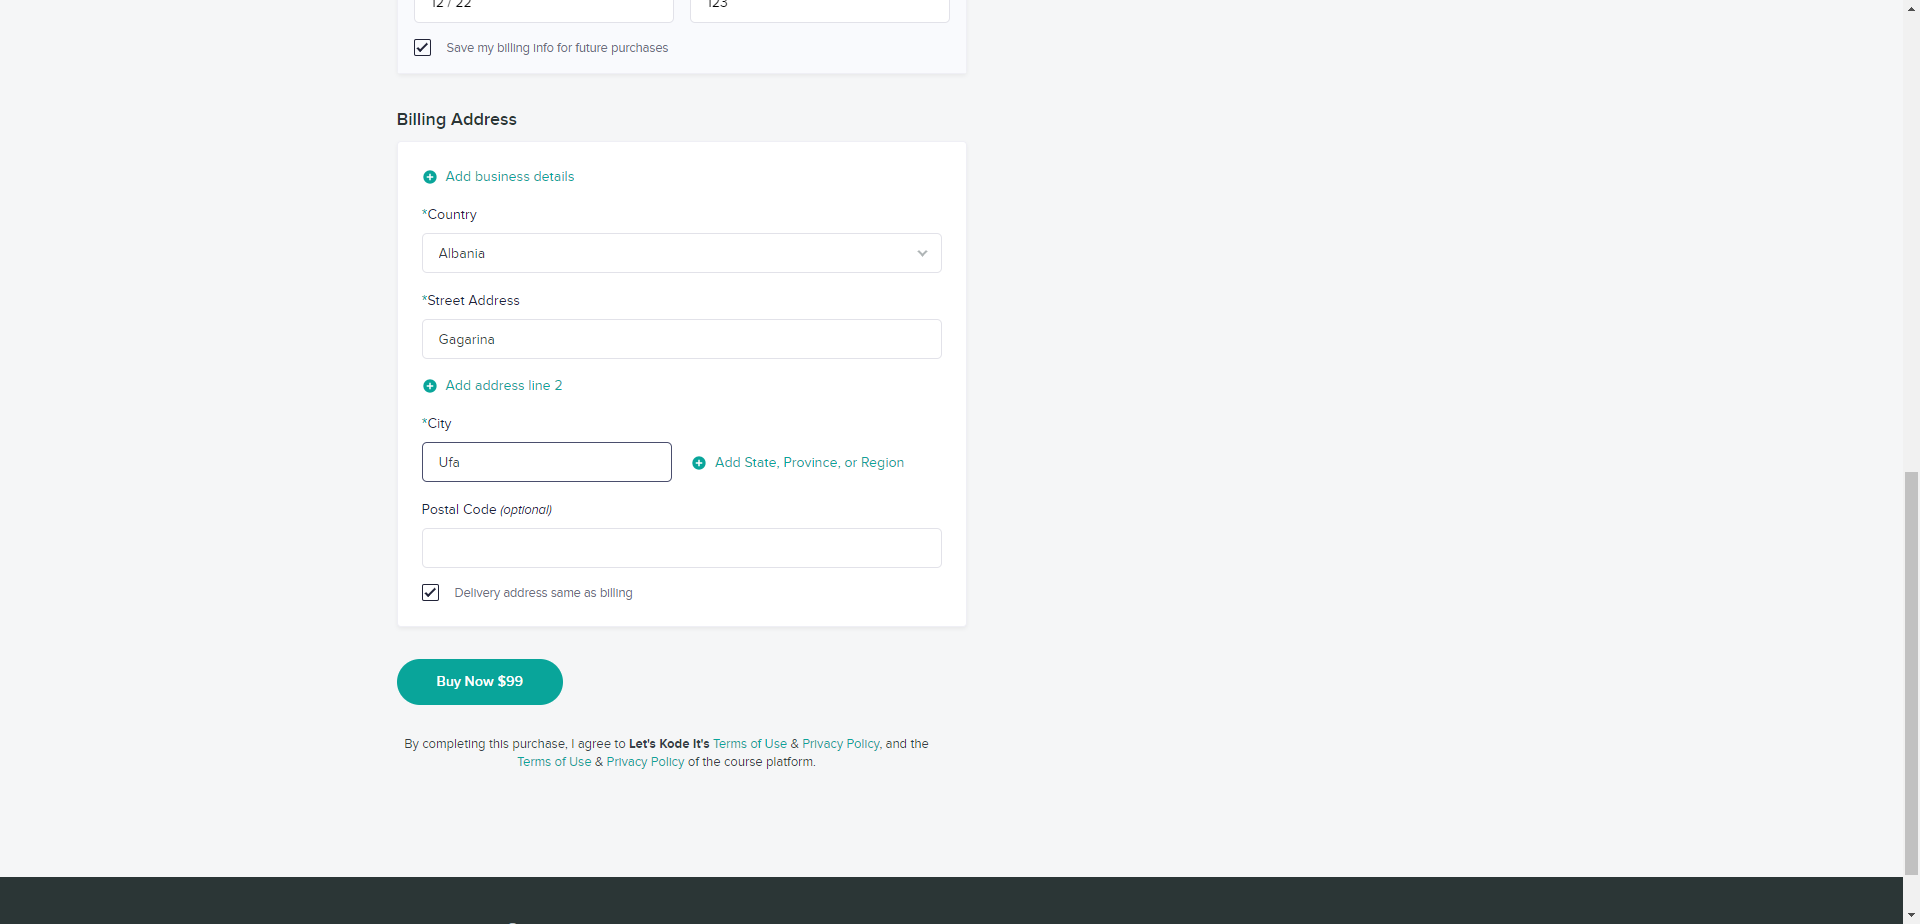 12 / 22
123
Save my billing info for future purchases
Billing Address
Add business details
*Country
Albania
*Street Address
Gagarina
Add address line 2
*City
Ufa
Add State, Province, or Region
Postal Code (optional)
Delivery address same as billing
Buy Now $99
By completing this purchase, I agree to Let's Kode It's Terms of Use & Privacy Policy, and the
Terms of Use & Privacy Policy of the course platform.